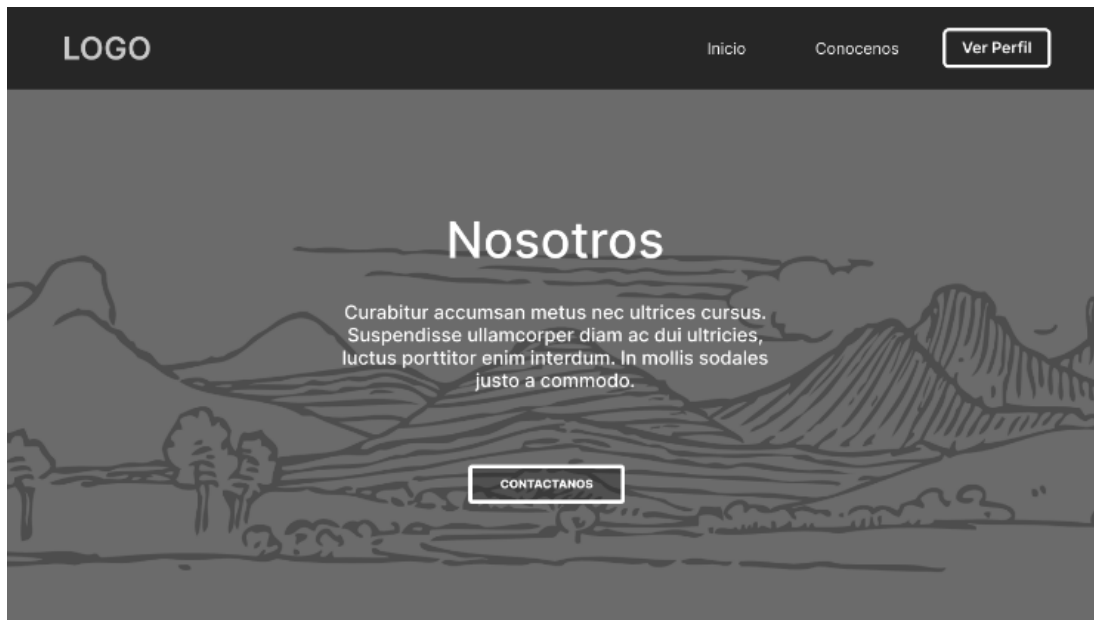 LOGO
Inicio
Conocenos
Ver Perfil
Nosotros
Curabitur accumsan metus nec ultrices cursus.
Suspendisse ullamcorper diam ac dui ultricies,
luctus porttitor enim interdum. In mollis sodales
justo a commodo.
CONTACTANOS